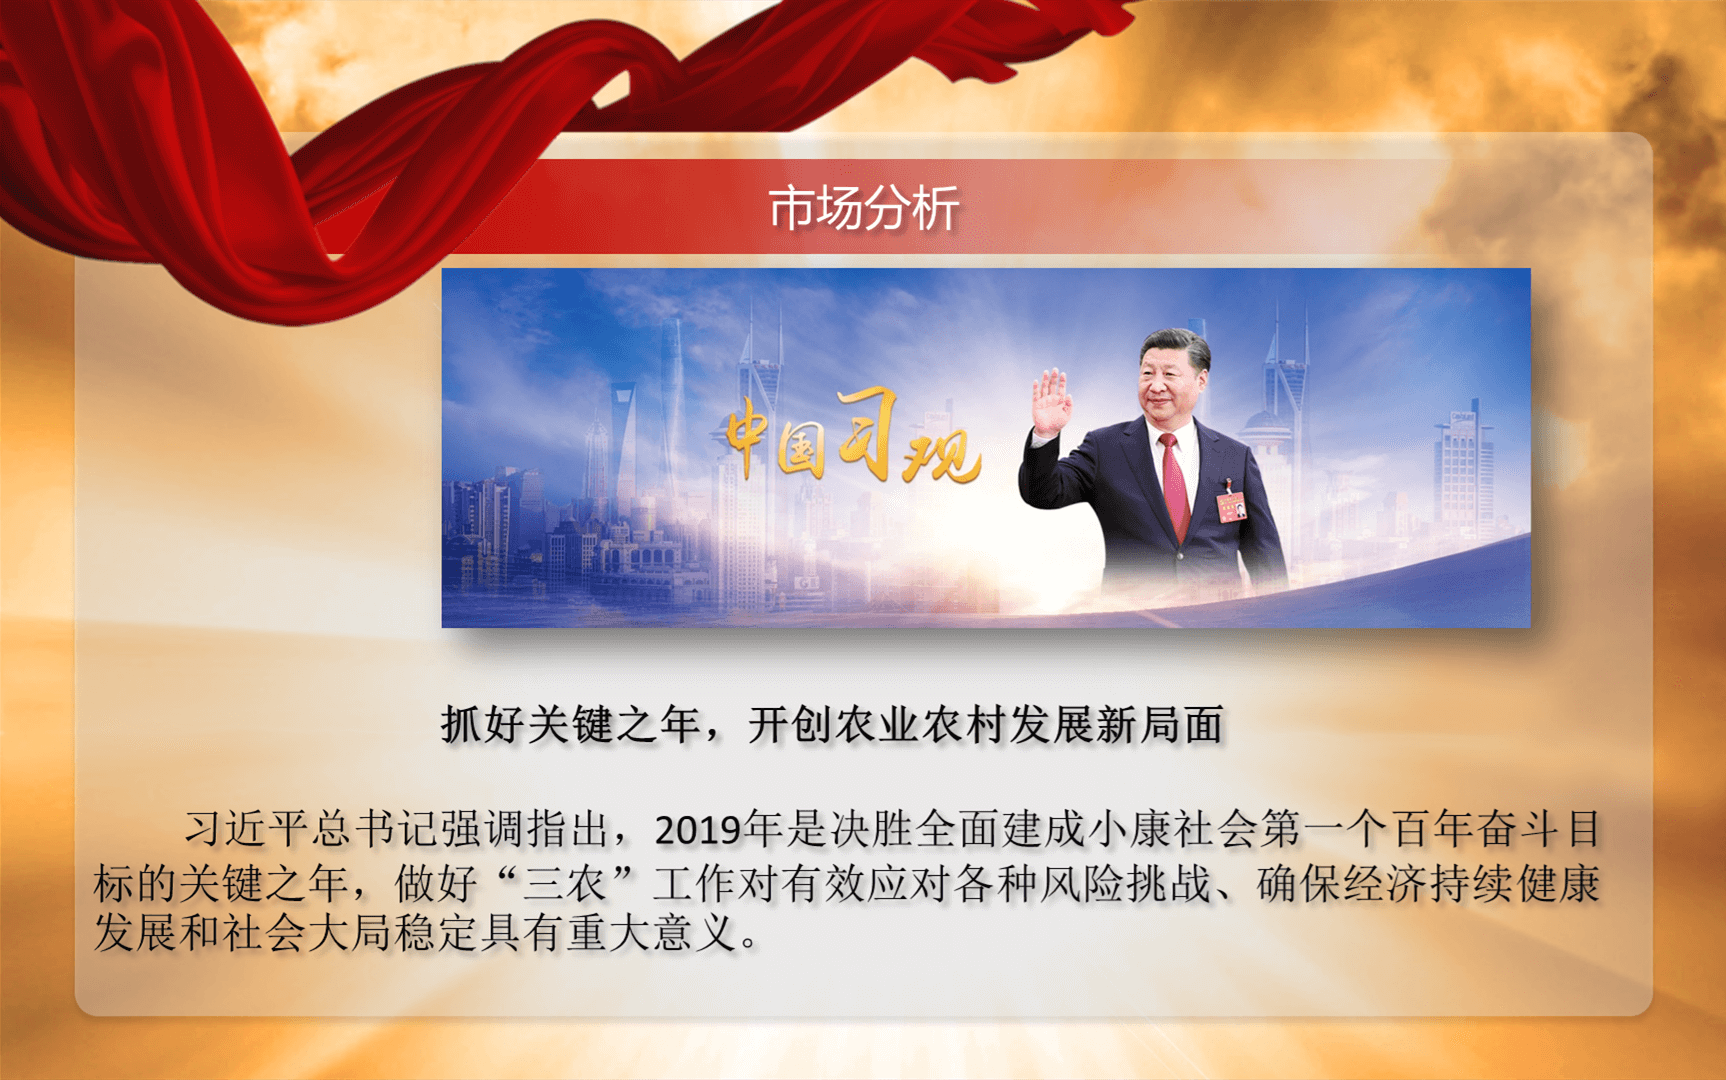 市场分析
中国习观
抓好关键之年，开创农业农村发展新局面
习近平总书记强调指出，2019年是决胜全面建成小康社会第一个百年奋斗目
标的关键之年，做好“三农”工作对有效应对各种风险挑战、确保经济持续健康
发展和社会大局稳定具有重大意义。